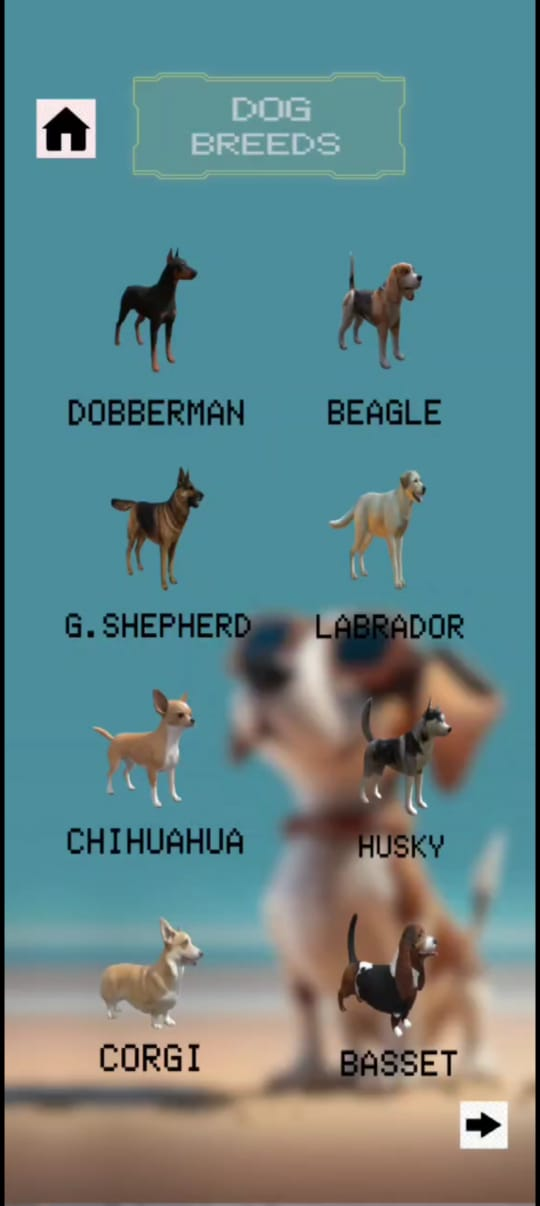 DOG
BREEDS
DOBBERMAN
BEAGLE
G.SHEPHERD
LABRADOR
CHIHUAHUA
HUSKY
CORGI
BASSET